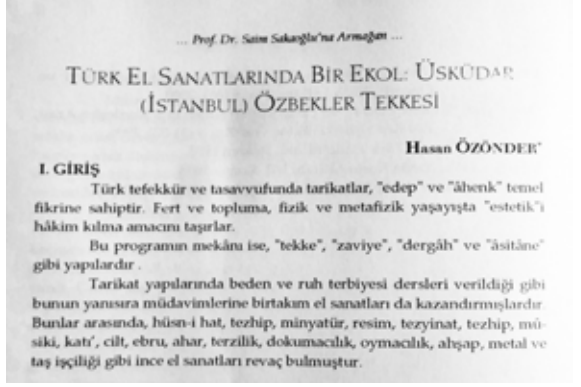 ... Prof. Dr. Saim Sakaoğlu'na Armağan ...
TÜRK EL SANATLARINDA BİR EKOL: ÜSKÜDAR
(İSTANBUL) ÖZBEKLER TEKKESİ
Hasan ÖZÖNDER*
I. GİRİŞ
Türk tefekkür ve tasavvufunda tarikatlar, "edep" ve "âhenk" temel
fikrine sahiptir. Fert ve topluma, fizik ve metafizik yaşayışta "estetik"i
hâkim kılma amacını taşırlar.
Bu programın mekânı ise, "tekke", "zaviye", "dergâh" ve "âsitâne"
gibi yapılardır .
Tarikat yapılarında beden ve ruh terbiyesi dersleri verildiği gibi
bunun yanısıra müdavimlerine birtakım el sanatları da kazandırmışlardır.
Bunlar arasında, hüsn-i hat, tezhip, minyatür, resim, tezyinat, tezhip, mû-
siki, katı', cilt, ebru, ahar, terzilik, dokumacılık, oymacılık, ahşap, metal ve
taş işçiliği gibi ince el sanatları revaç bulmuştur.